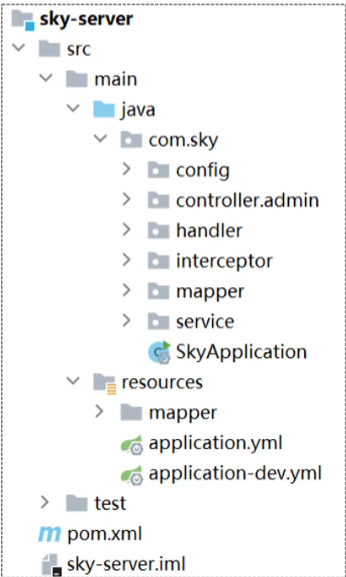 sky-server
src
main
java
com.sky
config
controller.admin
handler
interceptor
mapper
service
SkyApplication
resources
mapper
application.yml
application-dev.yml
test
pom.xml
sky-server.iml